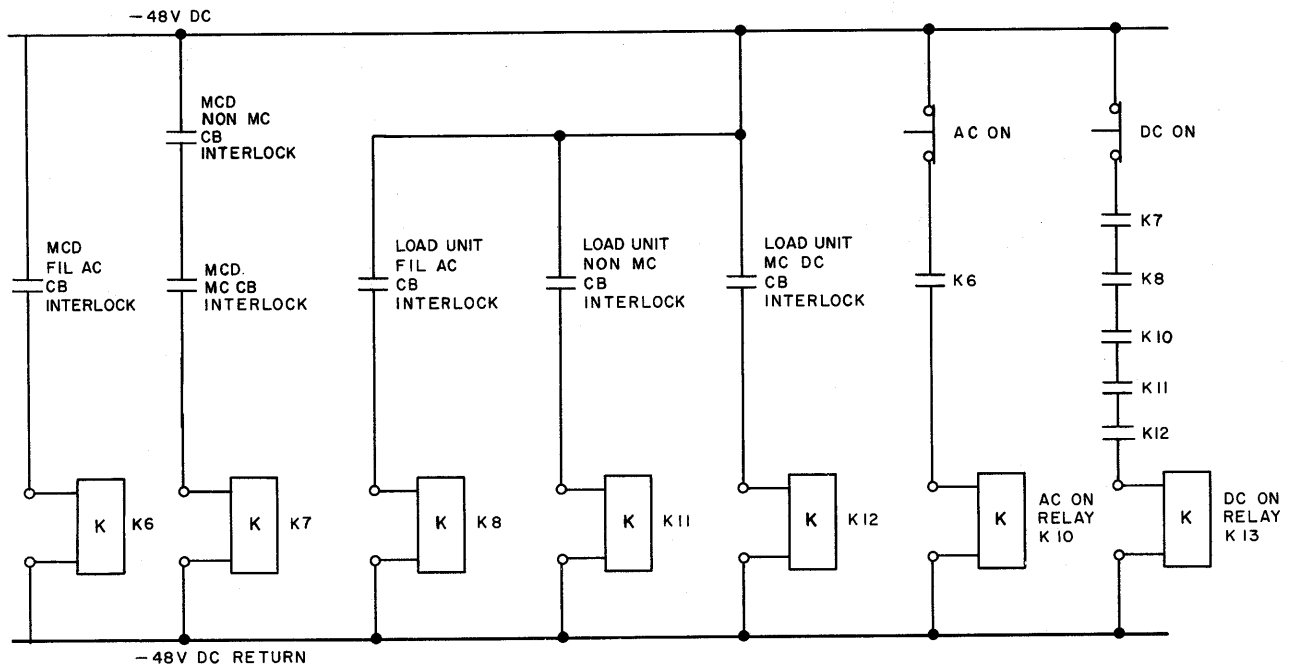 -48V DC
MCD
NON MC
CB
INTERLOCK
AC ON
DC ON
MCD
FIL AC
CB
INTERLOCK
MCD.
MC CB
INTERLOCK
LOAD UNIT
FIL AC
CB
INTERLOCK
LOAD UNIT
NON MC
CB
INTERLOCK
LOAD UNIT
MC DC
CB
INTERLOCK
K6
K7
K8
K10
K11
K12
K K6
K K7
K K8
K K11
K K12
K
AC ON
RELAY
K10
K
DC ON
RELAY
K13
-48V DC RETURN